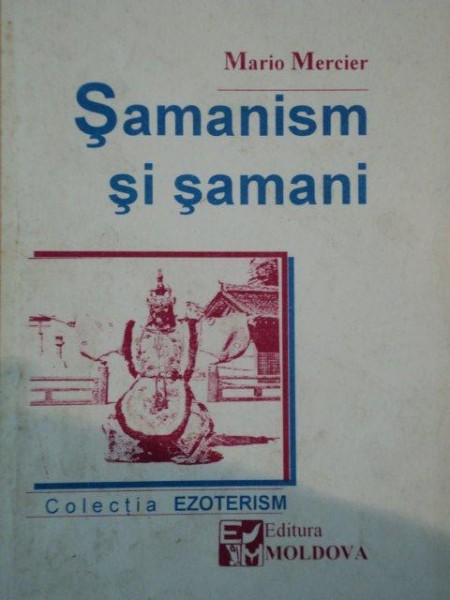 Mario Mercier
Şamanism
şi şamani
Colecţia EZOTERISM
Editura
MOLDOVA